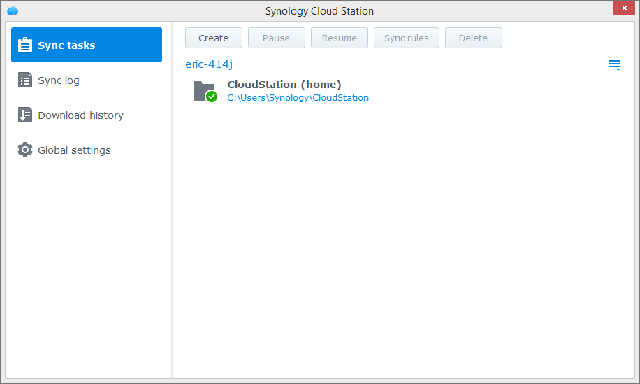 Synology Cloud Station
Sync tasks
Sync log
Download history
Global settings
Create
Pause
Resume
Sync rules
Delete
eric-414j
CloudStation (home)
C:\Users\Synology\CloudStation